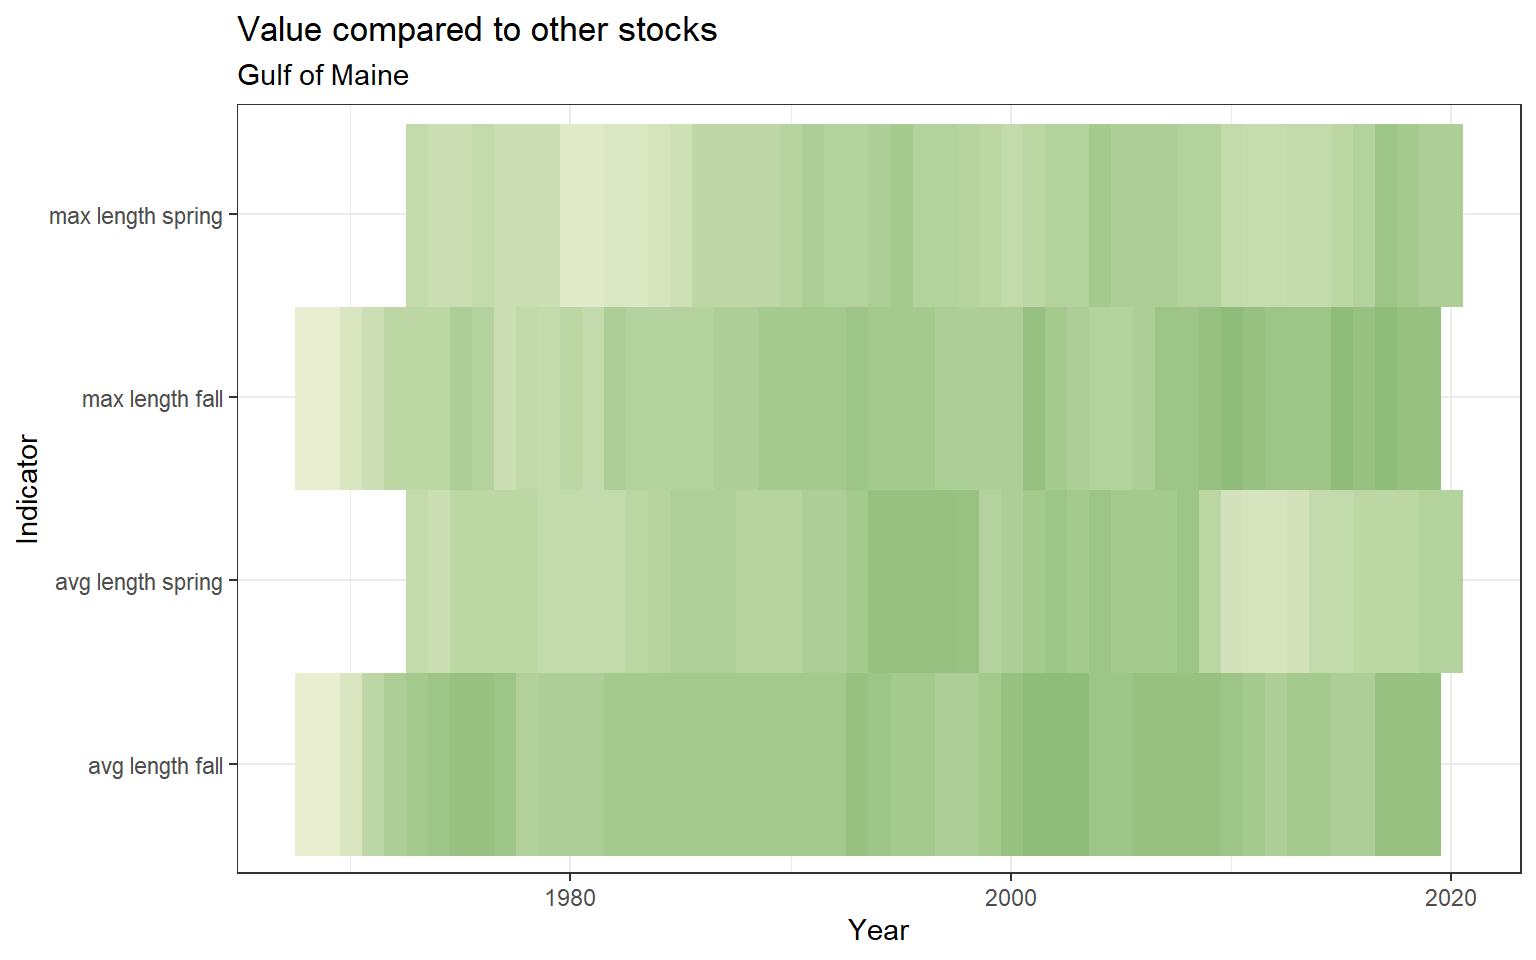 Value compared to other stocks
Gulf of Maine
max length spring
max length fall
avg length spring
avg length fall
Indicator
1980
2000
2020
Year